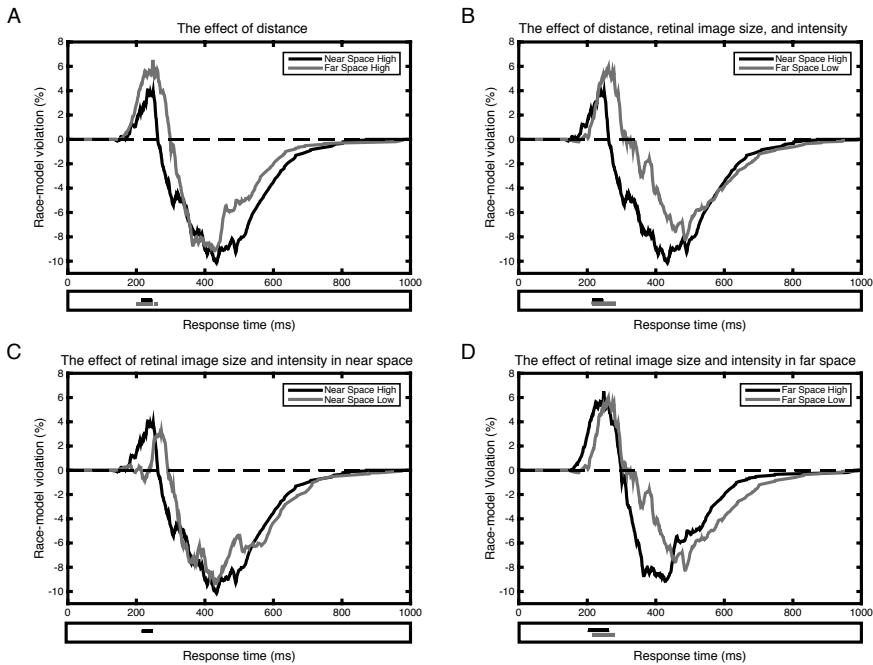 A
The effect of distance
Race-model violation (%)
8
6
4
2
0
-2
-4
-6
-8
-10
Near Space High
Far Space High
0 200 400 600 800 1000
Response time (ms)
B
The effect of distance, retinal image size, and intensity
Race-model violation (%)
8
6
4
2
0
-2
-4
-6
-8
-10
Near Space High
Far Space Low
0 200 400 600 800 1000
Response time (ms)
C
The effect of retinal image size and intensity in near space
Race-model violation (%)
8
6
4
2
0
-2
-4
-6
-8
-10
Near Space High
Near Space Low
0 200 400 600 800 1000
Response time (ms)
D
The effect of retinal image size and intensity in far space
Race-model Violation (%)
8
6
4
2
0
-2
-4
-6
-8
-10
Far Space High
Far Space Low
0 200 400 600 800 1000
Response time (ms)